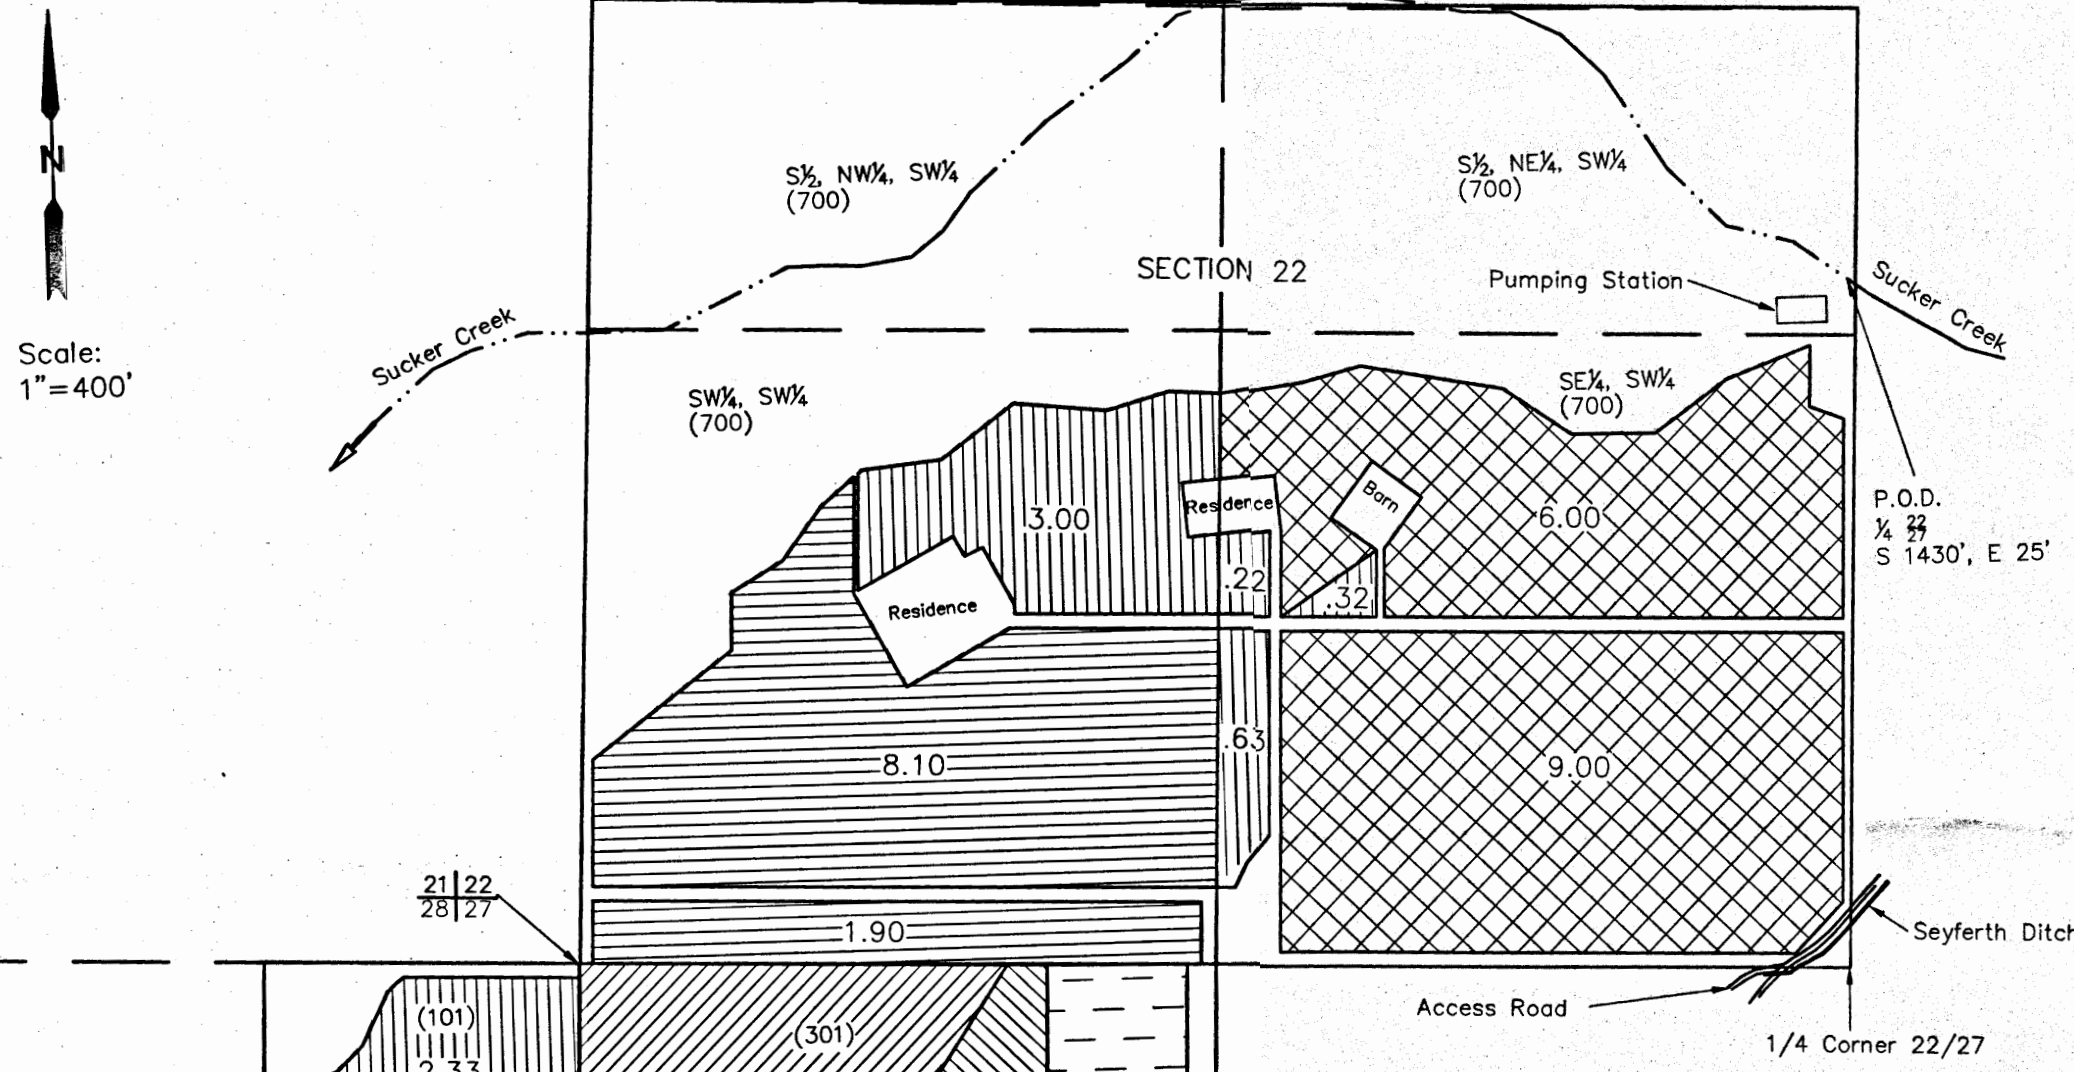 N
Scale:
1"=400'
S½, NW¼, SW¼
(700)
S½, NE¼, SW¼
(700)
SECTION 22
Pumping Station
Sucker Creek
Sucker Creek
SW¼, SW¼
(700)
SE¼, SW¼
(700)
P.O.D.
¼ 22
27
S 1430', E 25'
3.00
Residence
Barn
6.00
.22
.32
Residence
8.10
.63
9.00
21 22
28 27
1.90
Seyferth Ditch
Access Road
1/4 Corner 22/27
(101)
2.33
(301)